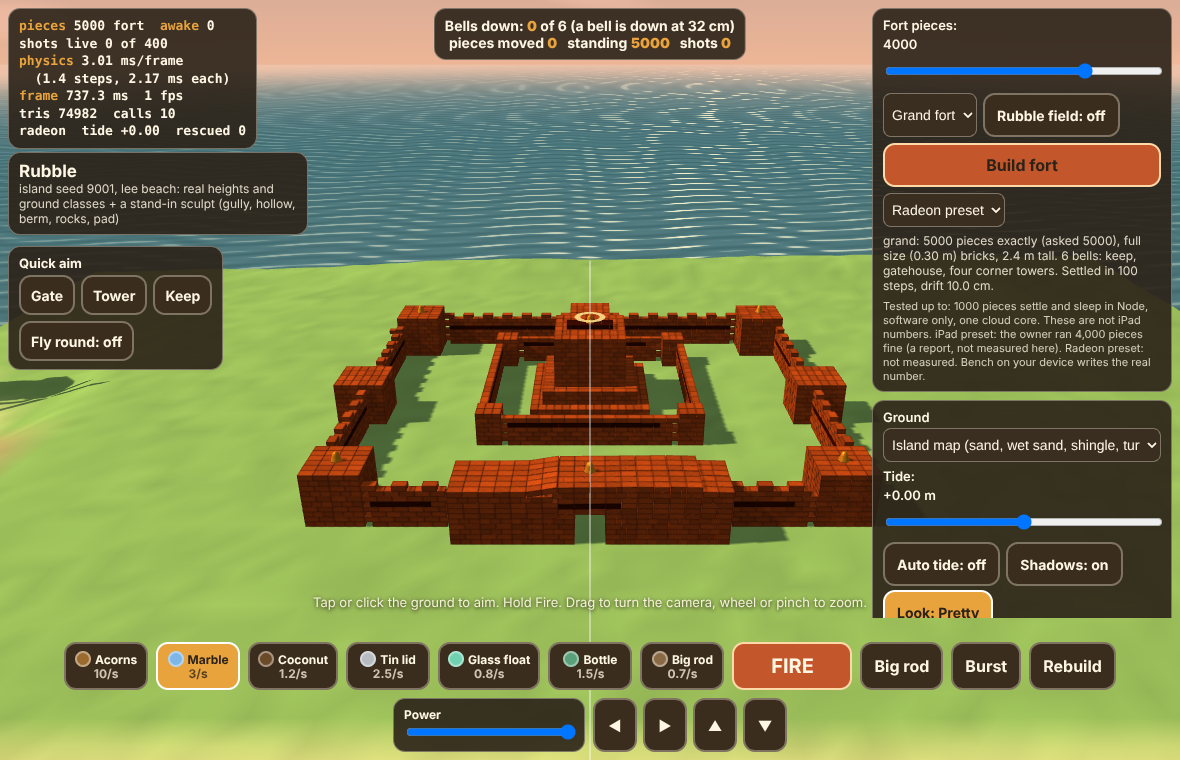 pieces 5000 fort  awake 0
shots live 0 of 400
physics 3.01 ms/frame
(1.4 steps, 2.17 ms each)
frame 737.3 ms  1 fps
tris 74982  calls 10
radeon  tide +0.00  rescued 0
Rubble
island seed 9001, lee beach: real heights and
ground classes + a stand-in sculpt (gully, hollow,
berm, rocks, pad)
Quick aim
Gate
Tower
Keep
Fly round: off
Bells down: 0 of 6 (a bell is down at 32 cm)
pieces moved 0  standing 5000  shots 0
Fort pieces:
4000
Grand fort
Rubble field: off
Build fort
Radeon preset
grand: 5000 pieces exactly (asked 5000), full
size (0.30 m) bricks, 2.4 m tall. 6 bells: keep,
gatehouse, four corner towers. Settled in 100
steps, drift 10.0 cm.
Tested up to: 1000 pieces settle and sleep in Node,
software only, one cloud core. These are not iPad
numbers. iPad preset: the owner ran 4,000 pieces
fine (a report, not measured here). Radeon preset:
not measured. Bench on your device writes the real
number.
Ground
Island map (sand, wet sand, shingle, tur
Tide:
+0.00 m
Auto tide: off
Shadows: on
Look: Pretty
Tap or click the ground to aim. Hold Fire. Drag to turn the camera, wheel or pinch to zoom.
Acorns
10/s
Marble
3/s
Coconut
1.2/s
Tin lid
2.5/s
Glass float
0.8/s
Bottle
1.5/s
Big rod
0.7/s
FIRE
Big rod
Burst
Rebuild
Power